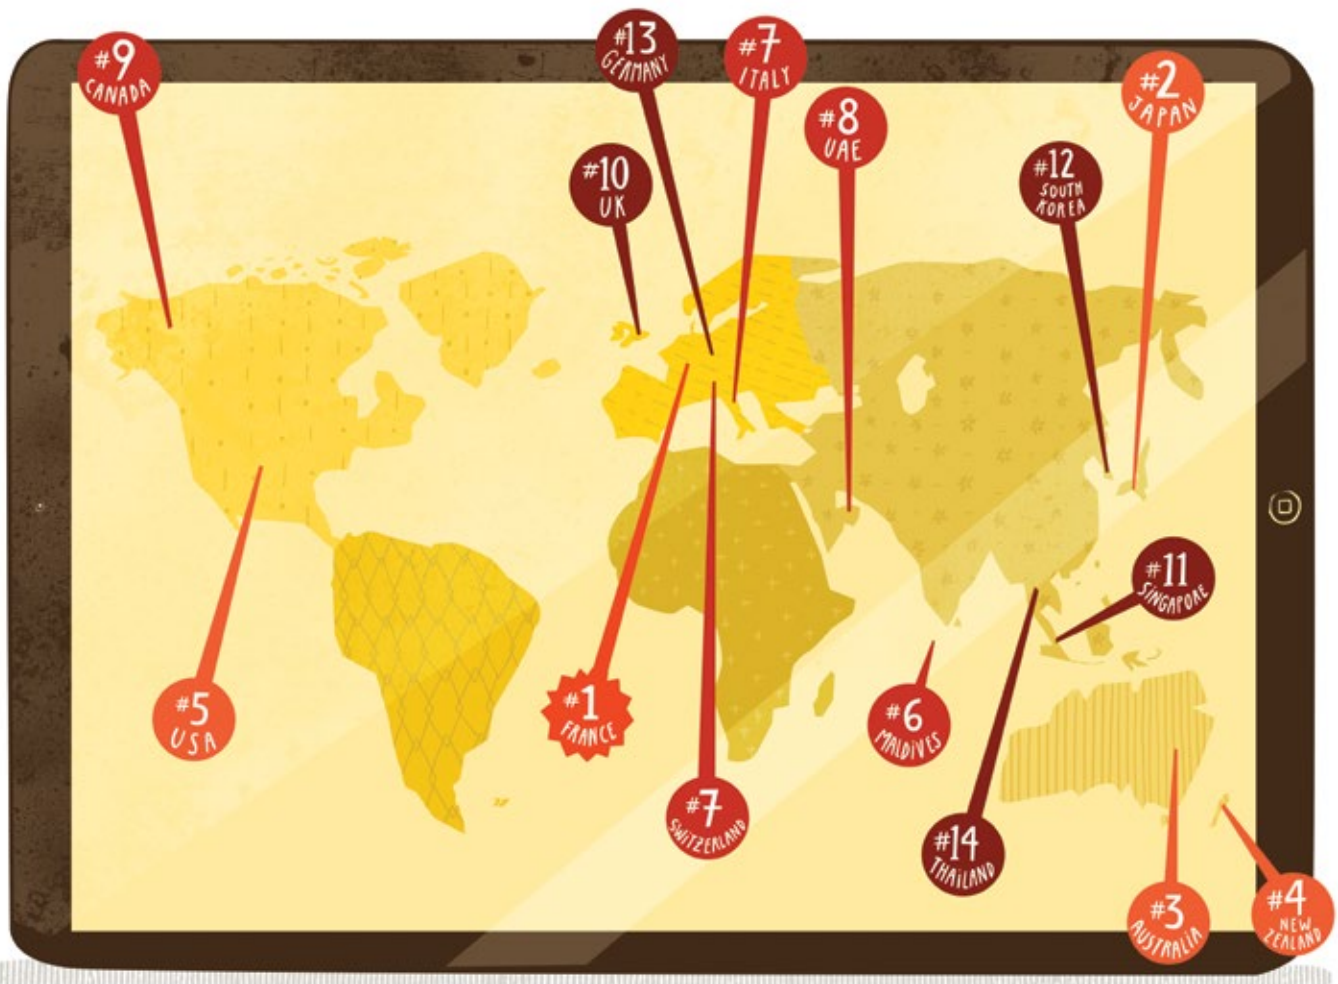 #9
CANADA
#13
GERMANY
#7
ITALY
#2
JAPAN
#8
UAE
#10
UK
#12
SOUTH
KOREA
#11
SINGAPORE
#5
USA
#1
FRANCE
#6
MALDiVES
#7
SWiTZERLAND
#14
THAiLAND
#3
AUSTRALIA
#4
NEW
ZEALAND